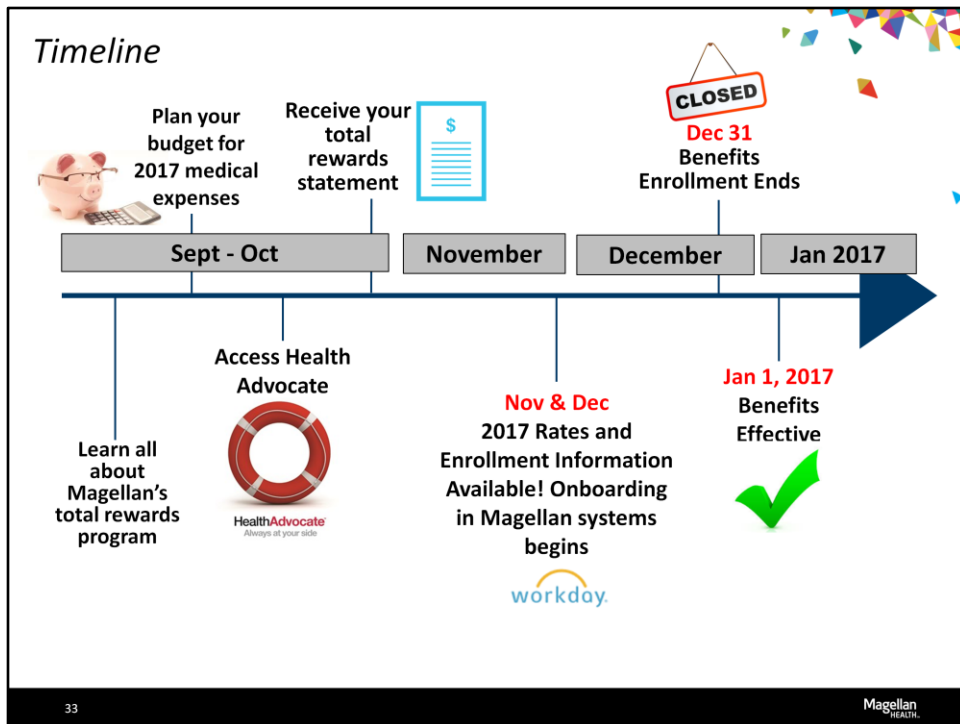 Timeline
Plan your
budget for
2017 medical
expenses
Receive your
total
rewards
statement
$
CLOSED
Dec 31
Benefits
Enrollment Ends
Sept - Oct
November
December
Jan 2017
Learn all
about
Magellan's
total rewards
program
Access Health
Advocate
HealthAdvocate
Always at your side
Nov & Dec
2017 Rates and
Enrollment Information
Available! Onboarding
in Magellan systems
begins
workday.
Jan 1, 2017
Benefits
Effective
33
Magellan
HEALTH.